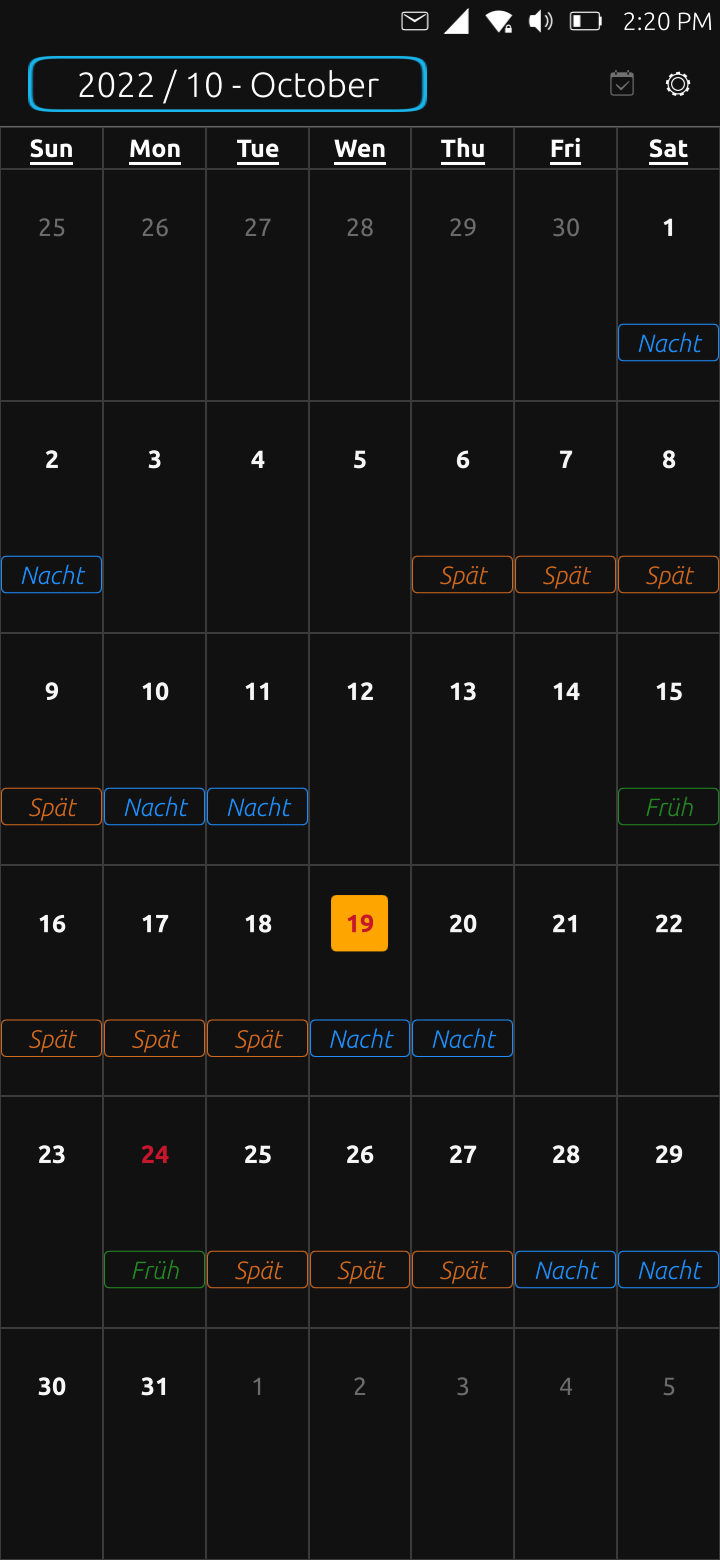 2:20 PM
2022 / 10 - October
Sun Mon Tue Wen Thu Fri Sat
25 26 27 28 29 30 1
Nacht
2 3 4 5 6 7 8
Nacht Spät Spät Spät
9 10 11 12 13 14 15
Spät Nacht Nacht Früh
16 17 18 19 20 21 22
Spät Spät Spät Nacht Nacht
23 24 25 26 27 28 29
Früh Spät Spät Spät Nacht Nacht
30 31 1 2 3 4 5